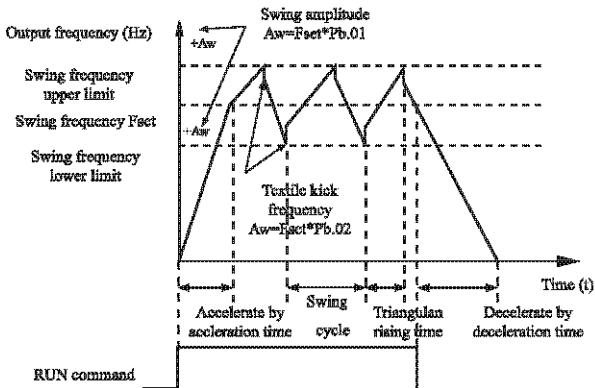 Swing amplitude
Aw=Fset*Pb.01
Output frequency (Hz)
+Aw
Swing frequency
upper limit
Swing frequency Fset
+Aw
Swing frequency
lower limit
Textile kick
frequency
Aw=Fset*Pb.02
Time (t)
Accelerate by
accleration time
Swing
cycle
Triangulan
rising time
Decelerate by
deceleration time
RUN command